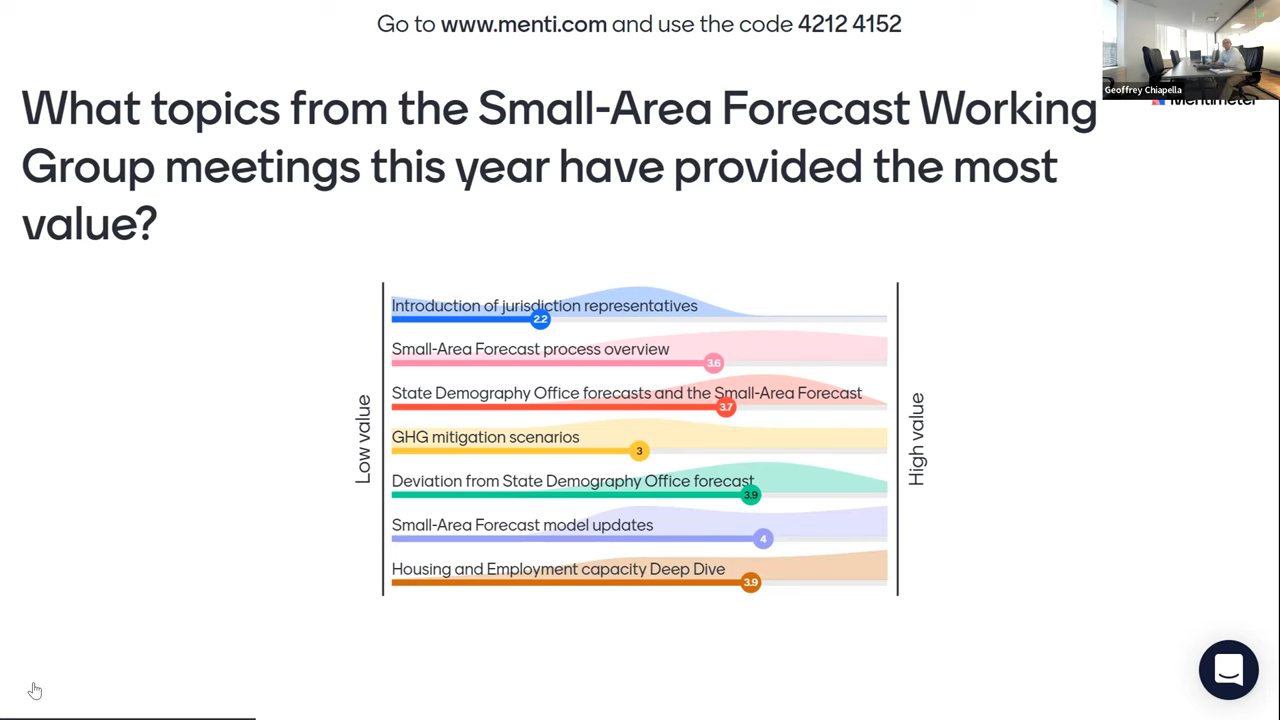 Go to www.menti.com and use the code 4212 4152
Geoffrey Chiapella
Mentimeter
What topics from the Small-Area Forecast Working
Group meetings this year have provided the most
value?
Low value
High value
Introduction of jurisdiction representatives
2.2
Small-Area Forecast process overview
3.6
State Demography Office forecasts and the Small-Area Forecast
3.7
GHG mitigation scenarios
3
Deviation from State Demography Office forecast
3.9
Small-Area Forecast model updates
4
Housing and Employment capacity Deep Dive
3.9